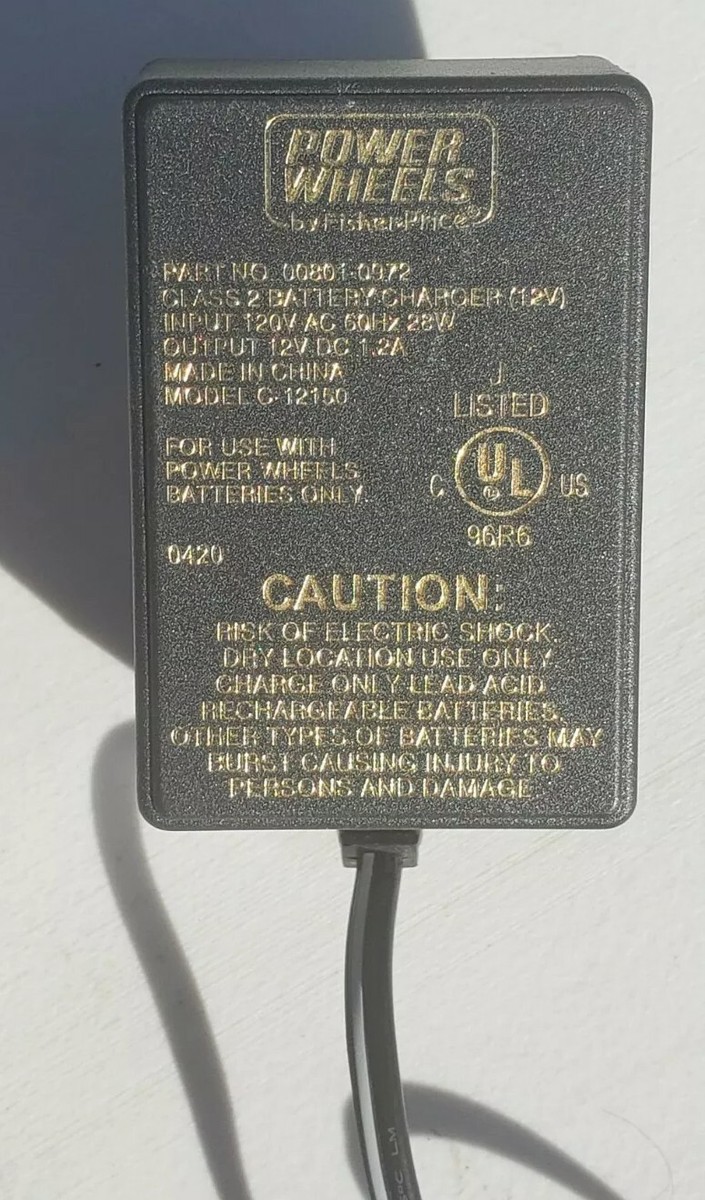 POWER
WHEELS
by Fisher-Price
PART NO. 00801-0972
CLASS 2 BATTERY CHARGER (12V)
INPUT 120V AC 60Hz 28W
OUTPUT 12V DC 1.2A
MADE IN CHINA
MODEL C-12150
FOR USE WITH
POWER WHEELS
BATTERIES ONLY.
J
LISTED
C UL US
96R6
0420
CAUTION:
RISK OF ELECTRIC SHOCK.
DRY LOCATION USE ONLY.
CHARGE ONLY LEAD ACID
RECHARGEABLE BATTERIES.
OTHER TYPES OF BATTERIES MAY
BURST CAUSING INJURY TO
PERSONS AND DAMAGE
LM